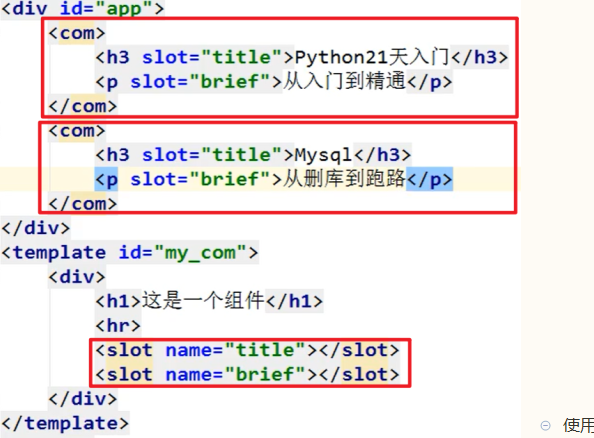 <div id="app">
<com>
<h3 slot="title">Python21天入门</h3>
<p slot="brief">从入门到精通</p>
</com>
<com>
<h3 slot="title">Mysql</h3>
<p slot="brief">从删库到跑路</p>
</com>
</div>
<template id="my_com">
<div>
<h1>这是一个组件</h1>
<hr>
<slot name="title"></slot>
<slot name="brief"></slot>
</div>
</template>
使用